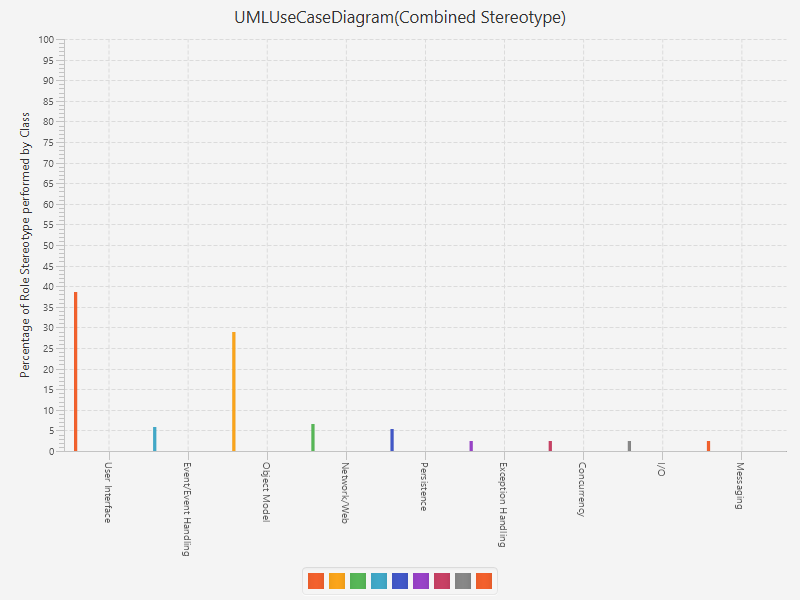 UMLUseCaseDiagram(Combined Stereotype)
Percentage of Role Stereotype performed by Class
100
95
90
85
80
75
70
65
60
55
50
45
40
35
30
25
20
15
10
5
0
User Interface
Event/Event Handling
Object Model
Network/Web
Persistence
Exception Handling
Concurrency
I/O
Messaging